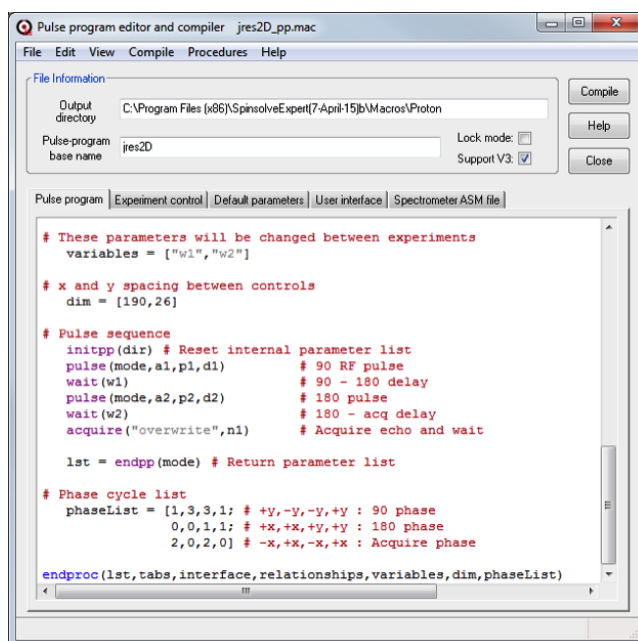 Pulse program editor and compiler jres2D_pp.mac
File Edit View Compile Procedures Help
File Information
Output directory
C:\Program Files (x86)\SpinsolveExpert(7-April-15)b\Macros\Proton
Compile
Pulse-program base name
jres2D
Lock mode:
Support V3:
Help
Close
Pulse program Experiment control Default parameters User interface Spectrometer ASM file
# These parameters will be changed between experiments
variables = ["w1","w2"]
# x and y spacing between controls
dim = [190,26]
# Pulse sequence
initpp(dir) # Reset internal parameter list
pulse(mode,a1,p1,d1) # 90 RF pulse
wait(w1) # 90 - 180 delay
pulse(mode,a2,p2,d2) # 180 pulse
wait(w2) # 180 - acq delay
acquire("overwrite",n1) # Acquire echo and wait
lst = endpp(mode) # Return parameter list
# Phase cycle list
phaseList = [1,3,3,1; # +y,-y,-y,+y : 90 phase
0,0,1,1; # +x,+x,+y,+y : 180 phase
2,0,2,0] # -x,+x,-x,+x : Acquire phase
endproc(lst,tabs,interface,relationships,variables,dim,phaseList)